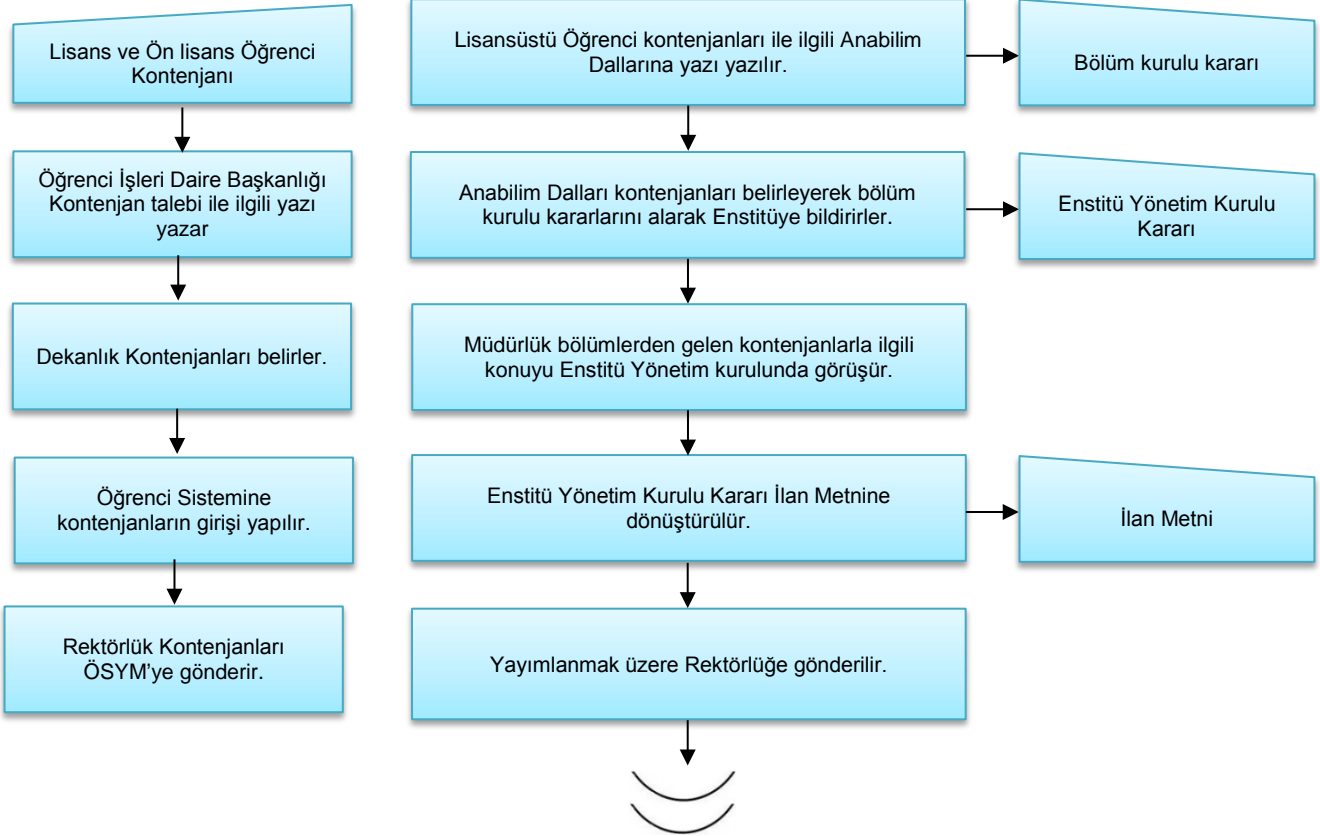 Lisans ve Ön lisans Öğrenci
Kontenjanı
Öğrenci İşleri Daire Başkanlığı
Kontenjan talebi ile ilgili yazı
yazar
Dekanlık Kontenjanları belirler.
Öğrenci Sistemine
kontenjanların girişi yapılır.
Rektörlük Kontenjanları
ÖSYM’ye gönderir.
Lisansüstü Öğrenci kontenjanları ile ilgili Anabilim
Dallarına yazı yazılır.
Bölüm kurulu kararı
Anabilim Dalları kontenjanları belirleyerek bölüm
kurulu kararlarını alarak Enstitüye bildirirler.
Enstitü Yönetim Kurulu
Kararı
Müdürlük bölümlerden gelen kontenjanlarla ilgili
konuyu Enstitü Yönetim kurulunda görüşür.
Enstitü Yönetim Kurulu Kararı İlan Metnine
dönüştürülür.
İlan Metni
Yayımlanmak üzere Rektörlüğe gönderilir.